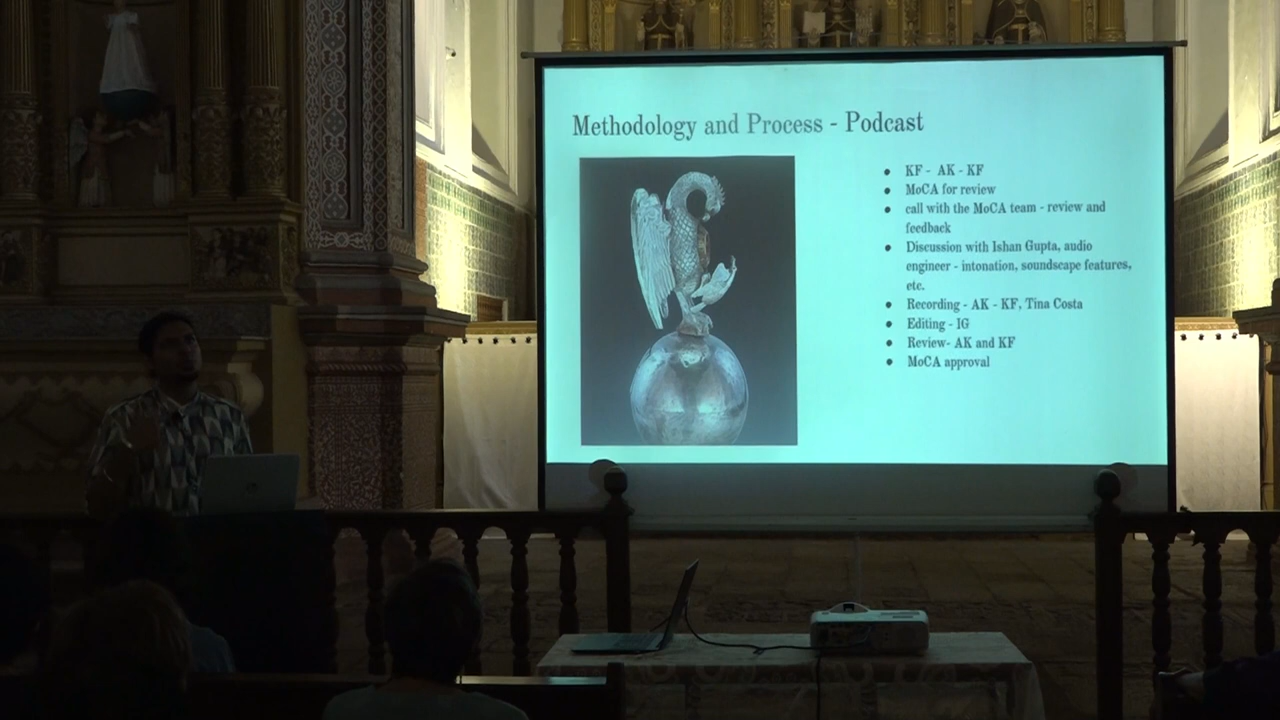 Methodology and Process - Podcast
KF - AK - KF
MoCA for review
call with the MoCA team - review and
feedback
Discussion with Ishan Gupta, audio
engineer - intonation, soundscape features,
etc.
Recording - AK - KF, Tina Costa
Editing - IG
Review- AK and KF
MoCA approval